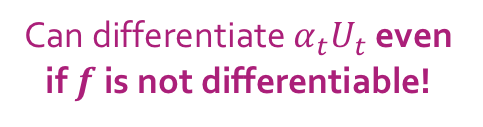 Can differentiate αₜUₜ even
if f is not differentiable!